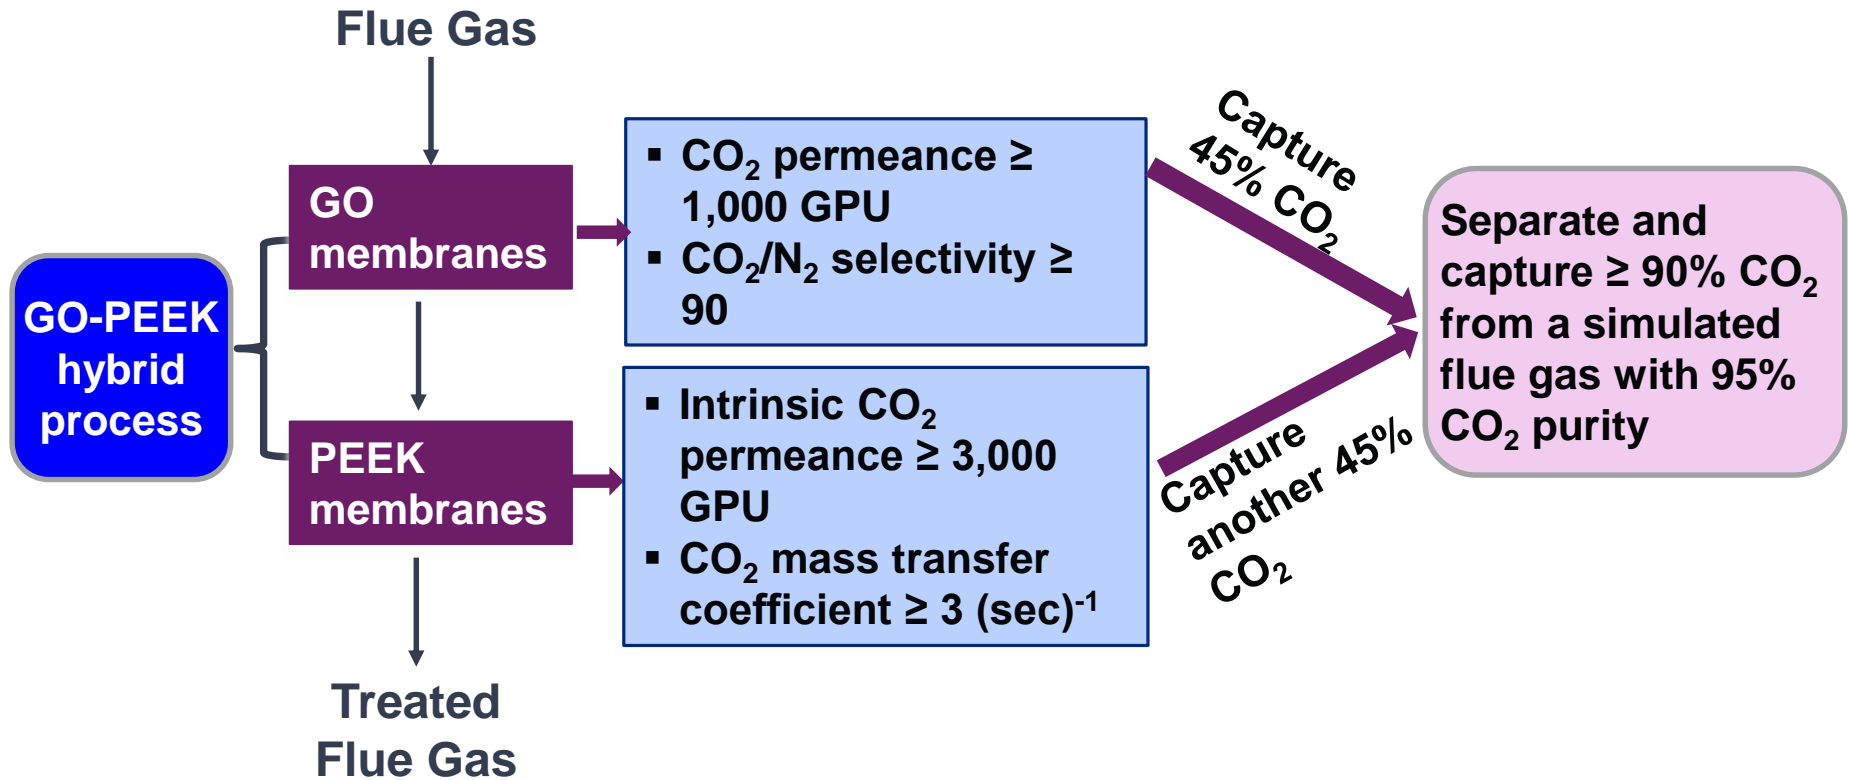 Flue Gas
GO-PEEK
hybrid
process
GO
membranes
▪ CO₂ permeance ≥
1,000 GPU
▪ CO₂/N₂ selectivity ≥
90
Capture
45% CO₂
PEEK
membranes
▪ Intrinsic CO₂
permeance ≥ 3,000
GPU
▪ CO₂ mass transfer
coefficient ≥ 3 (sec)⁻¹
Capture
another 45%
CO₂
Separate and
capture ≥ 90% CO₂
from a simulated
flue gas with 95%
CO₂ purity
Treated
Flue Gas